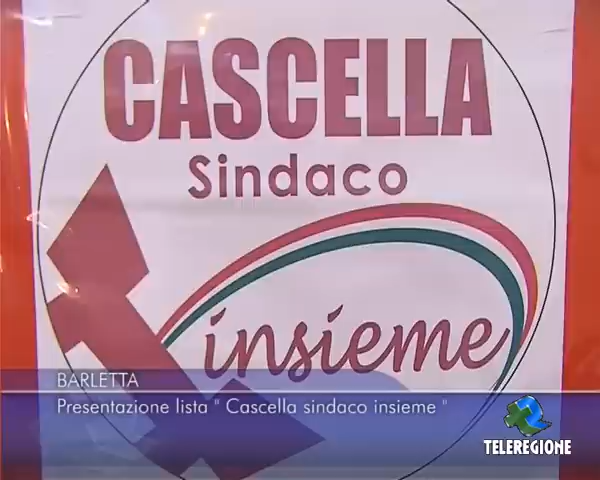 CASCELLA
Sindaco
insieme
BARLETTA
Presentazione lista " Cascella sindaco insieme "
TELEREGIONE